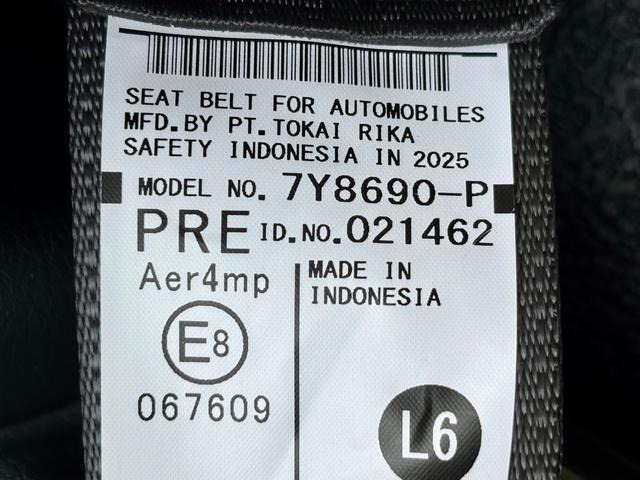 SEAT BELT FOR AUTOMOBILES
MFD.BY PT.TOKAI RIKA
SAFETY INDONESIA IN 2025
MODEL NO. 7Y8690-P
PRE ID.NO.021462
Aer4mp
MADE IN
INDONESIA
E8
067609
L6